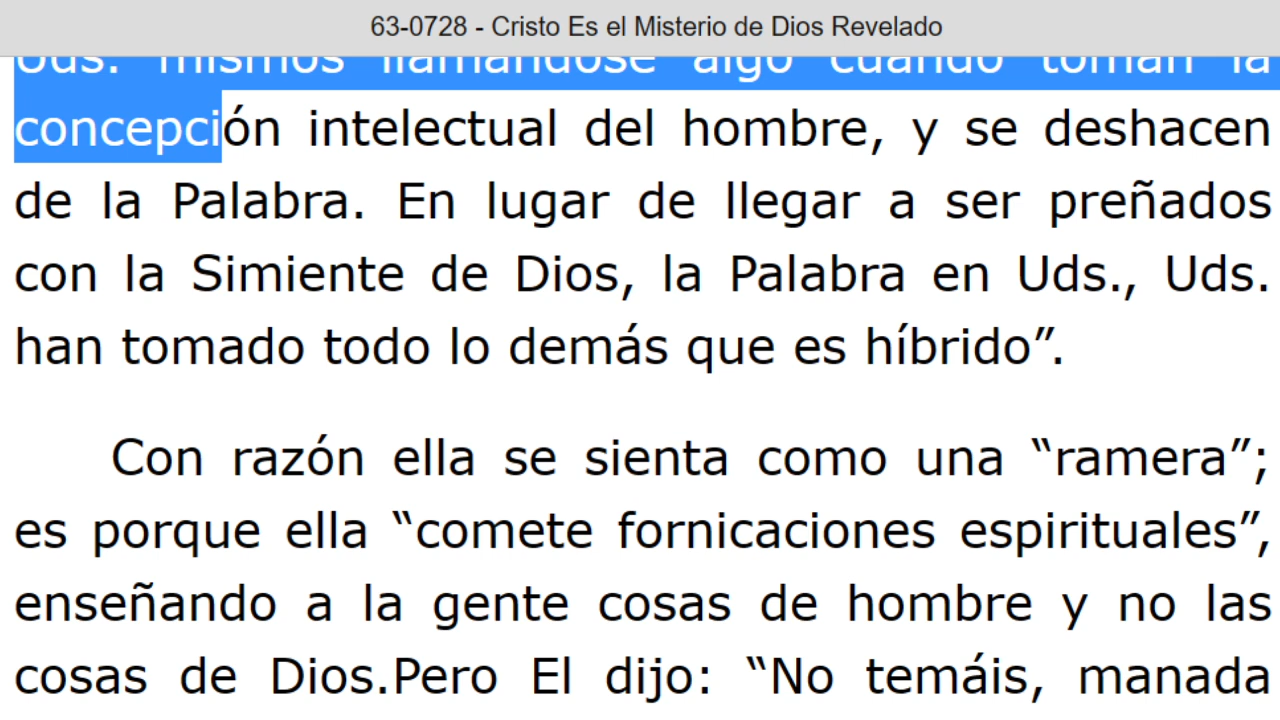 63-0728 - Cristo Es el Misterio de Dios Revelado
Uds. mismos llamándose algo cuando toman la
concepción intelectual del hombre, y se deshacen
de la Palabra. En lugar de llegar a ser preñados
con la Simiente de Dios, la Palabra en Uds., Uds.
han tomado todo lo demás que es híbrido”.
Con razón ella se sienta como una “ramera”;
es porque ella “comete fornicaciones espirituales”,
enseñando a la gente cosas de hombre y no las
cosas de Dios.Pero El dijo: “No temáis, manada